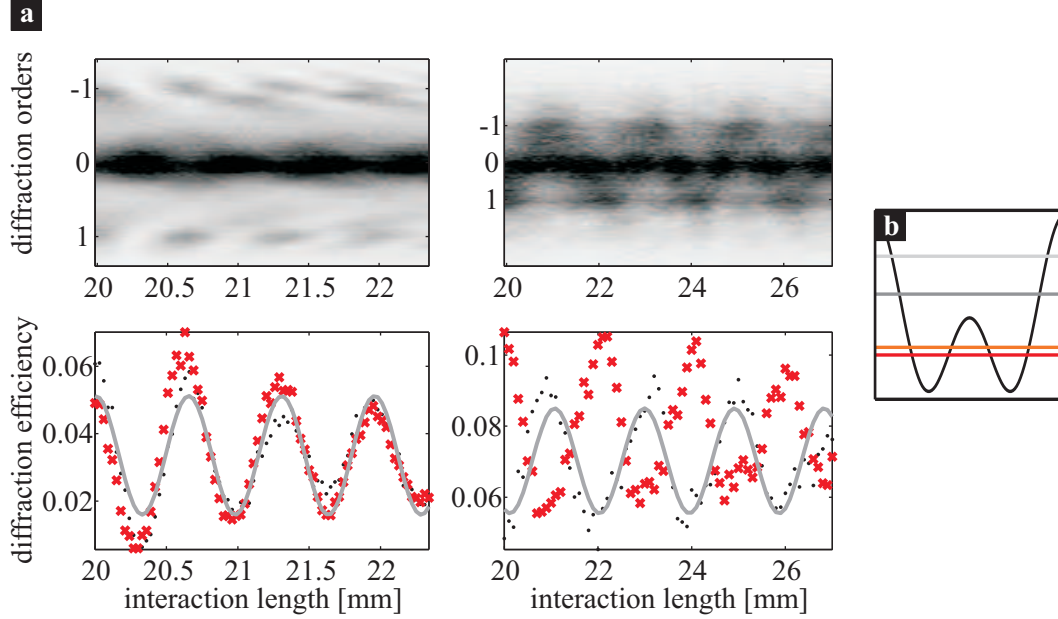 a
diffraction orders
-1
0
1
20 20.5 21 21.5 22
-1
0
1
20 22 24 26
b
diffraction efficiency
0.06
0.04
0.02
20 20.5 21 21.5 22
interaction length [mm]
0.1
0.08
0.06
20 22 24 26
interaction length [mm]